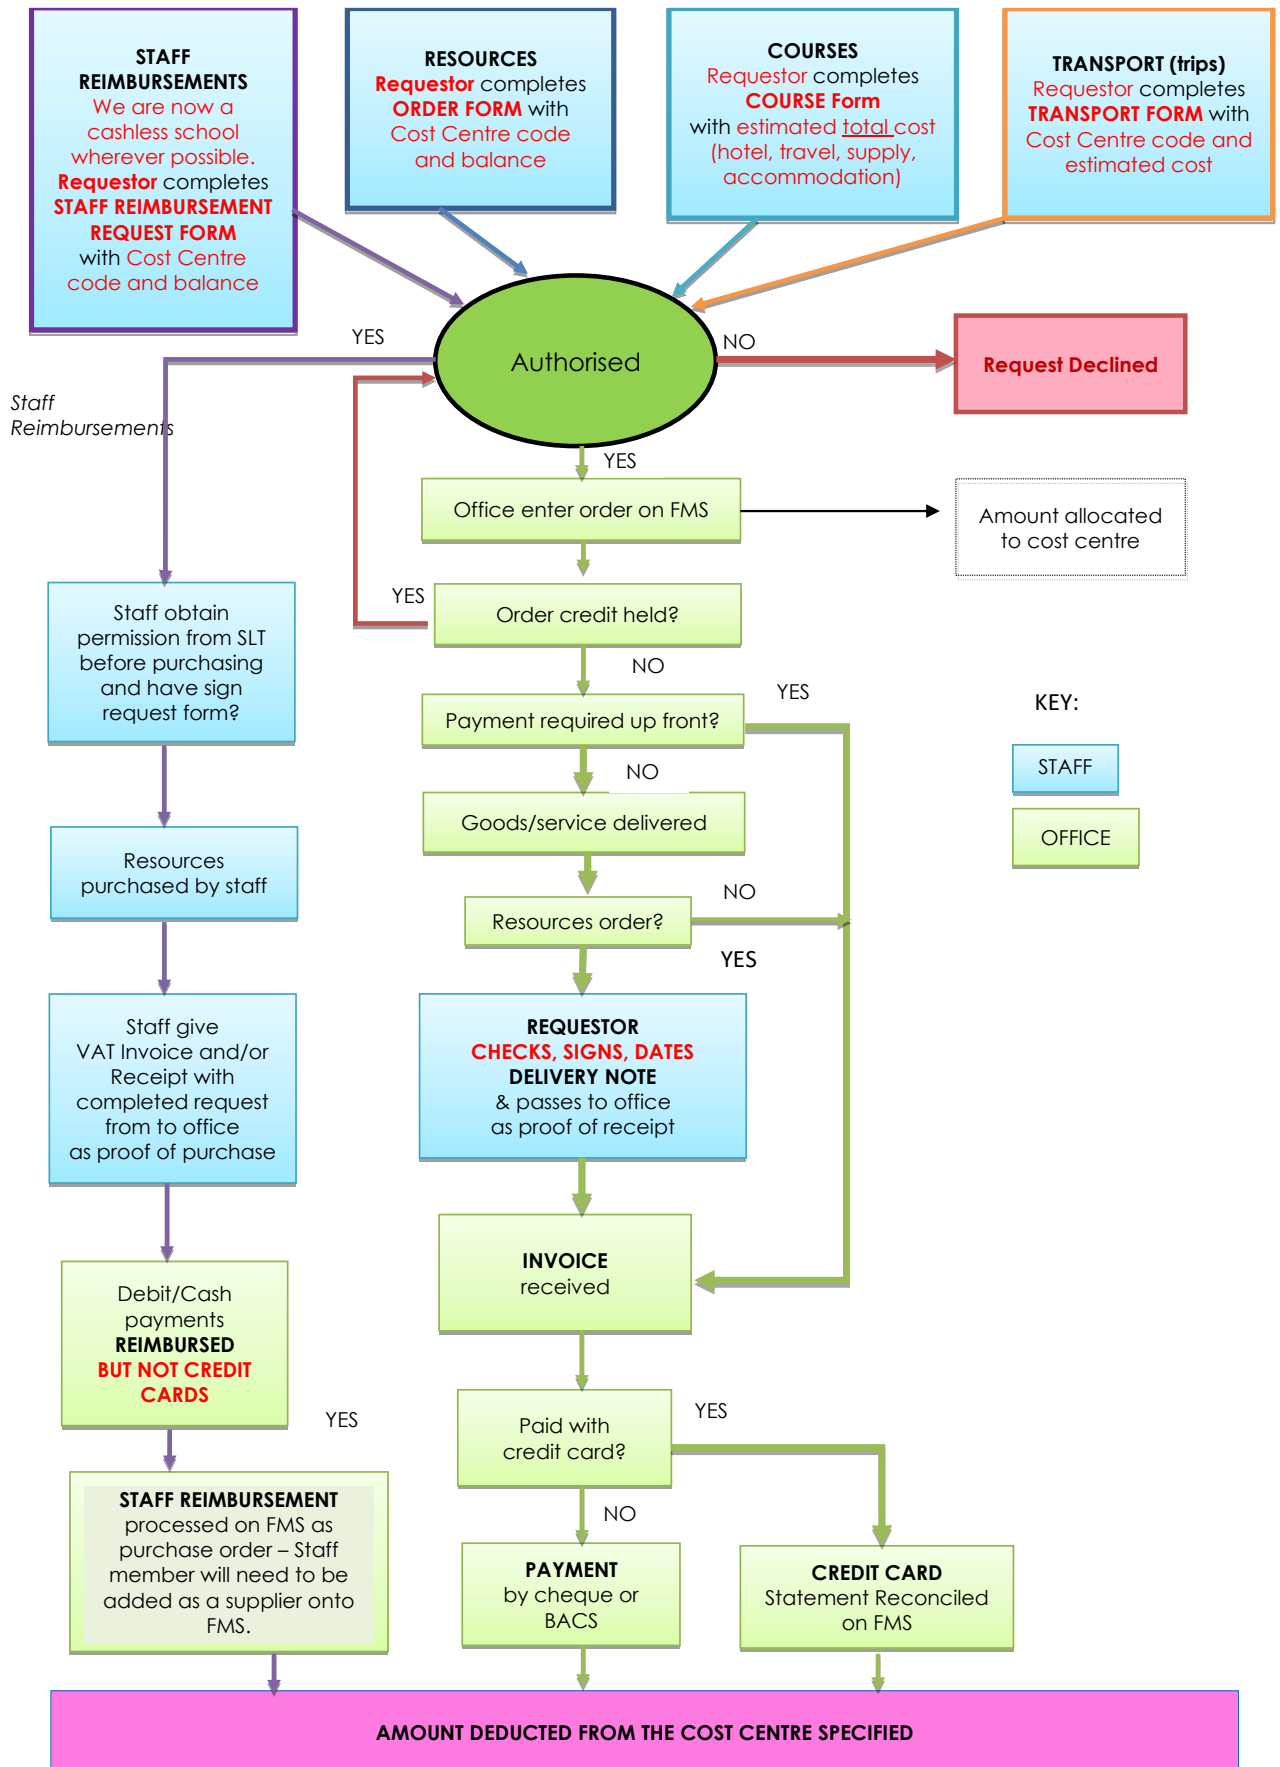 STAFF
REIMBURSEMENTS
We are now a
cashless school
wherever possible.
Requestor completes
STAFF REIMBURSEMENT
REQUEST FORM
with Cost Centre
code and balance
RESOURCES
Requestor completes
ORDER FORM with
Cost Centre code
and balance
COURSES
Requestor completes
COURSE Form
with estimated total cost
(hotel, travel, supply,
accommodation)
TRANSPORT (trips)
Requestor completes
TRANSPORT FORM with
Cost Centre code and
estimated cost
YES
Authorised
NO
Request Declined
Staff
Reimbursements
YES
Office enter order on FMS
Amount allocated
to cost centre
YES
Order credit held?
NO
Staff obtain
permission from SLT
before purchasing
and have sign
request form?
Payment required up front?
YES
KEY:
STAFF
OFFICE
NO
Goods/service delivered
Resources
purchased by staff
Resources order?
NO
YES
Staff give
VAT Invoice and/or
Receipt with
completed request
from to office
as proof of purchase
REQUESTOR
CHECKS, SIGNS, DATES
DELIVERY NOTE
& passes to office
as proof of receipt
INVOICE
received
Debit/Cash
payments
REIMBURSED
BUT NOT CREDIT
CARDS
YES
Paid with
credit card?
YES
NO
STAFF REIMBURSEMENT
processed on FMS as
purchase order – Staff
member will need to be
added as a supplier onto
FMS.
PAYMENT
by cheque or
BACS
CREDIT CARD
Statement Reconciled
on FMS
AMOUNT DEDUCTED FROM THE COST CENTRE SPECIFIED